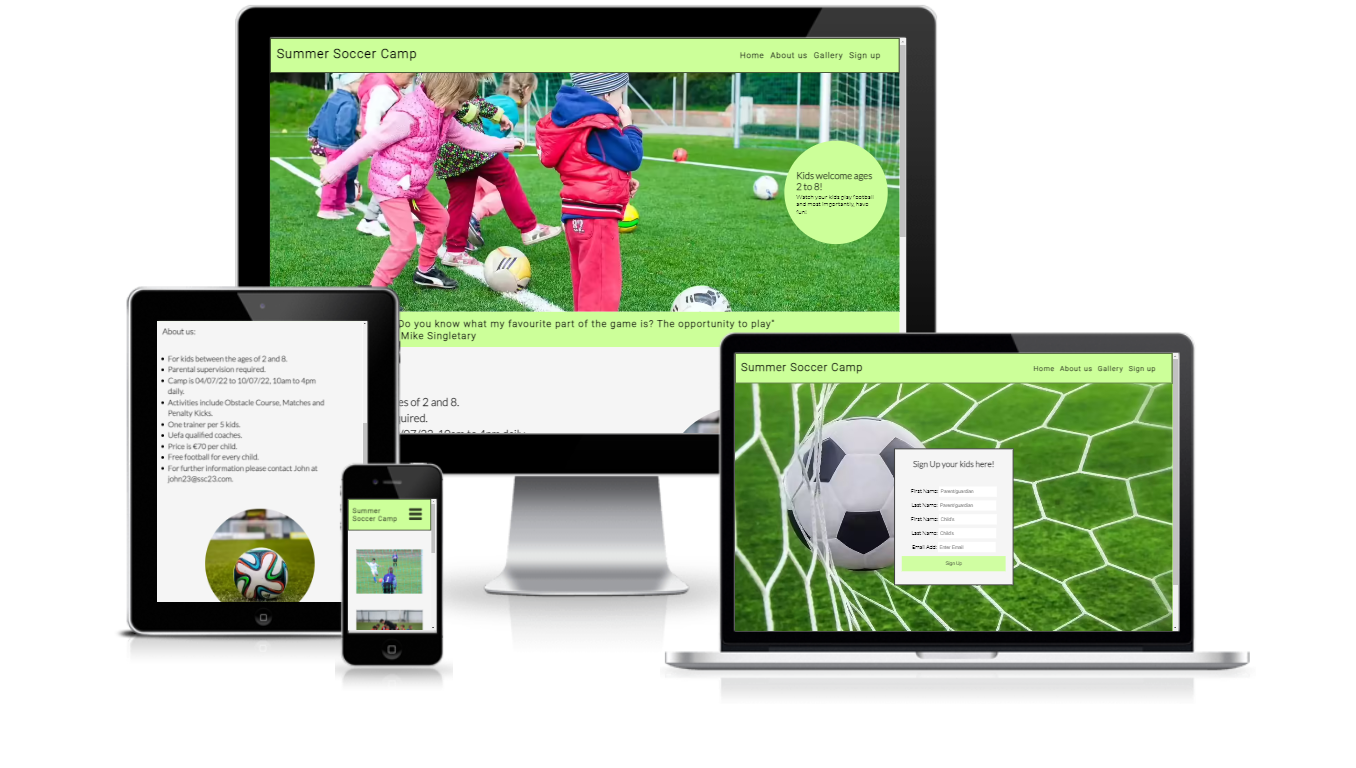 Summer Soccer Camp
Home About us Gallery Sign up
Kids welcome ages
2 to 8!
Watch your kids play football
and most importantly, have
fun!
92
Do you know what my favourite part of the game is? The opportunity to play"
Mike Singletary
es of 2 and 8.
uired.
/07/22, 10am to 4pm daily.
About us:
For kids between the ages of 2 and 8.
Parental supervision required.
Camp is 04/07/22 to 10/07/22, 10am to 4pm
daily.
Activities include Obstacle Course, Matches and
Penalty Kicks.
One trainer per 5 kids.
Uefa qualified coaches.
Price is €70 per child.
Free football for every child.
For further information please contact John at
john23@ssc23.com.
Summer
Soccer Camp
Summer Soccer Camp
Home About us Gallery Sign up
Sign Up your kids here!
First Name: Parent/guardian
Last Name: Parent/guardian
First Name: Child's
Last Name: Child's
Email Add: Enter Email
Sign Up